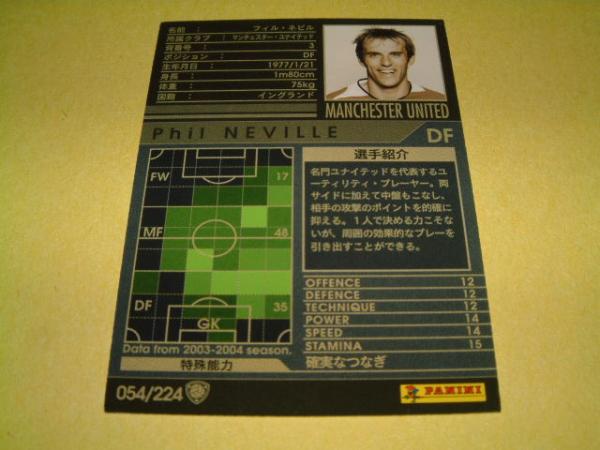 名前 : フィル・ネビル
所属クラブ : マンチェスター・ユナイテッド
背番号 : 3
ポジション : DF
生年月日 : 1977/1/21
身長 : 1m80cm
体重 : 75kg
国籍 : イングランド
MANCHESTER UNITED
Phil NEVILLE
DF
FW 17
MF 48
DF 35
GK
Data from 2003-2004 season.
選手紹介
名門ユナイテッドを代表するユ
ーティリティ・プレーヤー。両
サイドに加えて中盤もこなし、
相手の攻撃のポイントを的確に
抑える。1人で決める力こそな
いが、周囲の効果的なプレーを
引き出すことができる。
OFFENCE 12
DEFENCE 12
TECHNIQUE 12
POWER 14
SPEED 14
STAMINA 15
特殊能力
確実なつなぎ
054/224
PANINI